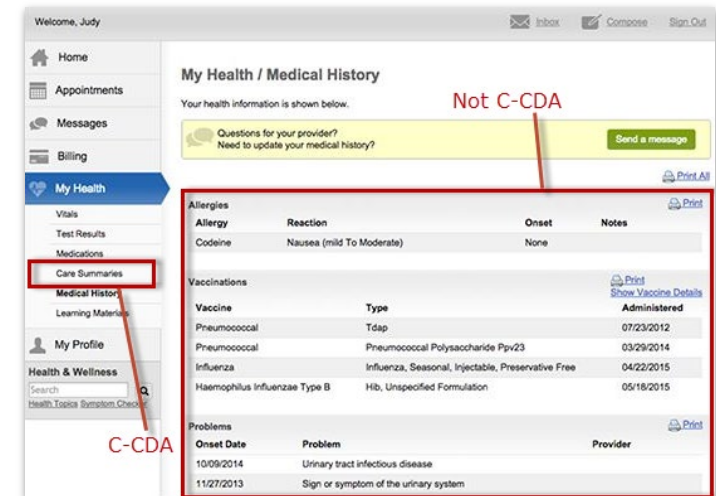 Welcome, Judy
Inbox Compose Sign Out
Home
Appointments
Messages
Billing
My Health
Vitals
Test Results
Medications
Care Summaries
Medical History
Learning Materials
My Profile
Health & Wellness
Search
Health Topics Symptom Checker
C-CDA
My Health / Medical History
Your health information is shown below.
Not C-CDA
Questions for your provider?
Need to update your medical history?
Send a message
Print All
Allergies Print
Allergy Reaction Onset Notes
Codeine Nausea (mild To Moderate) None
Vaccinations Print
Show Vaccine Details
Vaccine Type Administered
Pneumococcal Tdap 07/23/2012
Pneumococcal Pneumococcal Polysaccharide Ppv23 03/29/2014
Influenza Influenza, Seasonal, Injectable, Preservative Free 04/22/2015
Haemophilus Influenzae Type B Hib, Unspecified Formulation 05/18/2015
Problems Print
Onset Date Problem Provider
10/09/2014 Urinary tract infectious disease
11/27/2013 Sign or symptom of the urinary system